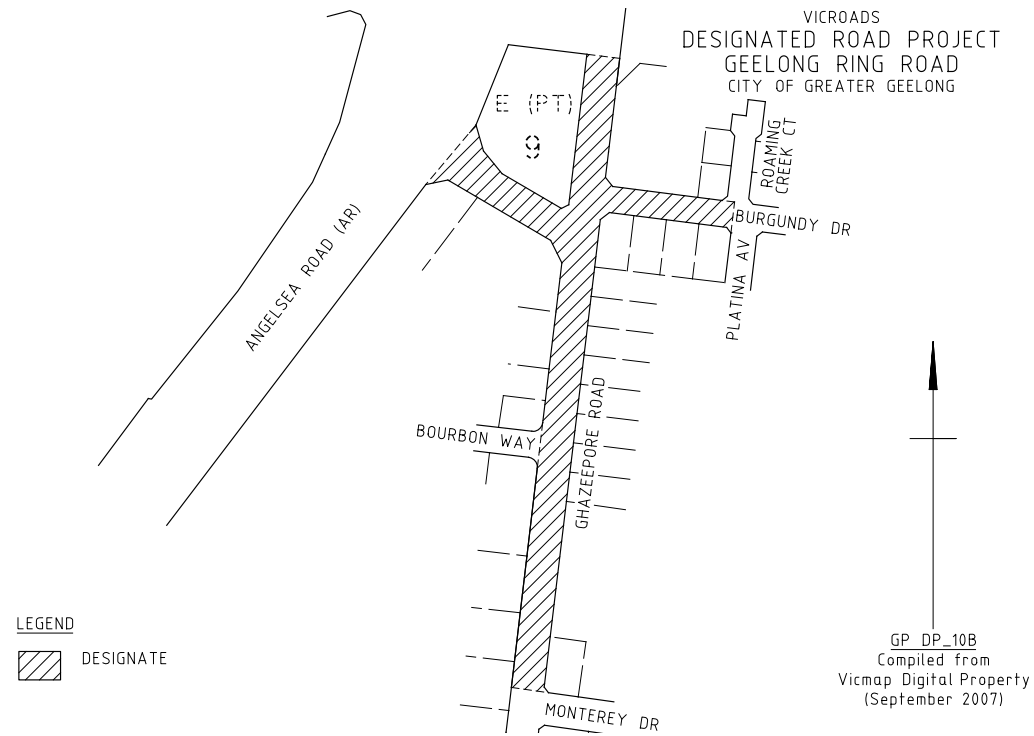 VICROADS
DESIGNATED ROAD PROJECT
GEELONG RING ROAD
CITY OF GREATER GEELONG
E (PT)
9
ROAMING
CREEK CT
BURGUNDY DR
PLATINA AV
ANGELSEA ROAD (AR)
BOURBON WAY
GHAZEEPORE ROAD
MONTEREY DR
LEGEND
DESIGNATE
GP DP_10B
Compiled from
Vicmap Digital Property
(September 2007)